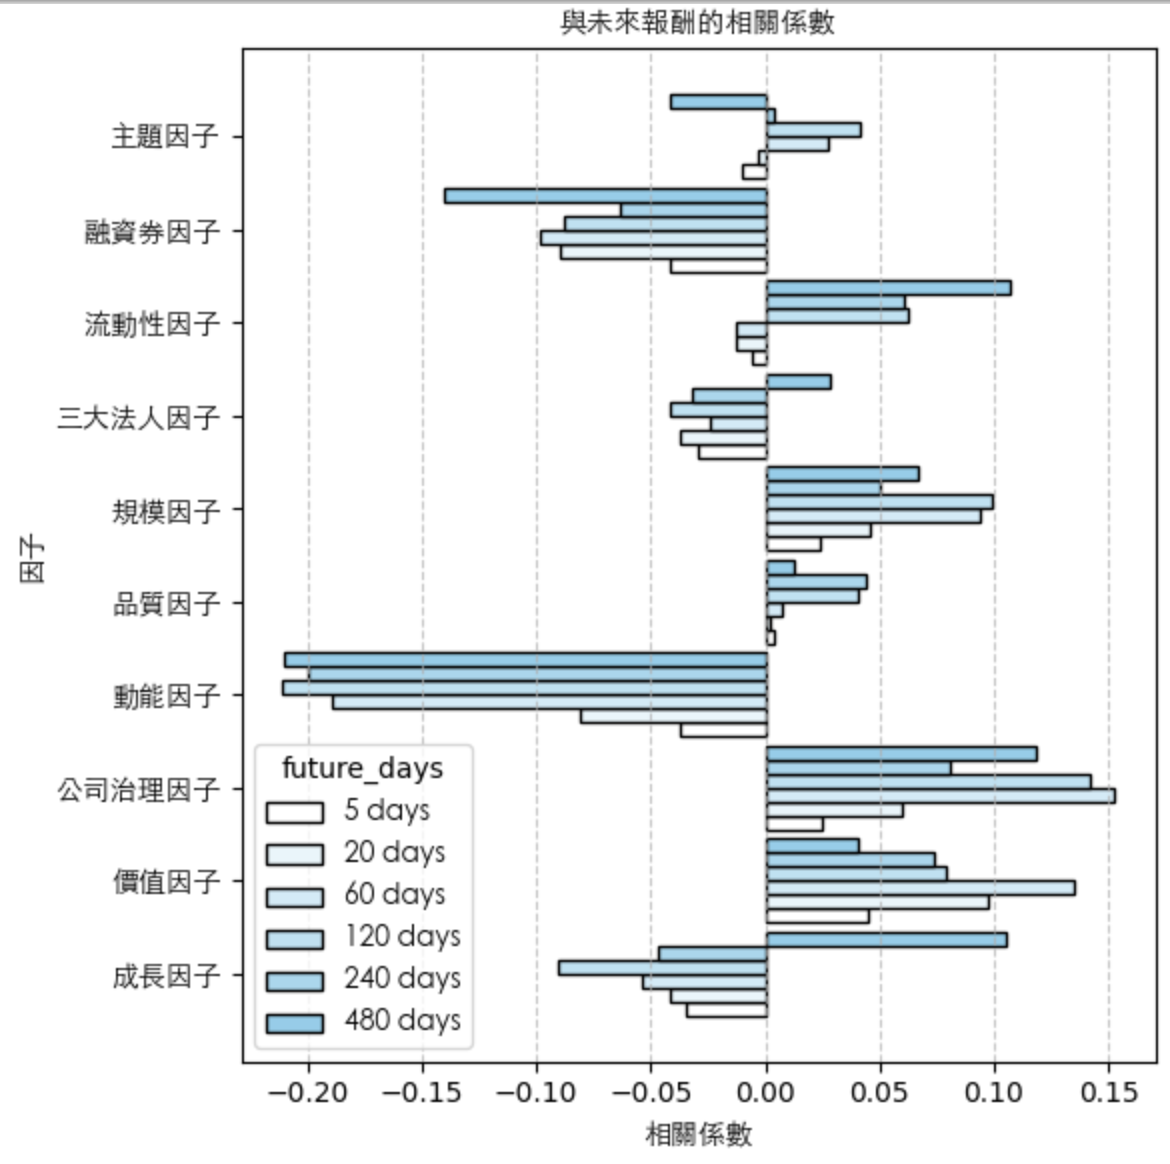 與未來報酬的相關係數
主題因子
融資券因子
流動性因子
三大法人因子
規模因子
品質因子
動能因子
公司治理因子
價值因子
成長因子
因子
future_days
5 days
20 days
60 days
120 days
240 days
480 days
−0.20 −0.15 −0.10 −0.05 0.00 0.05 0.10 0.15
相關係數